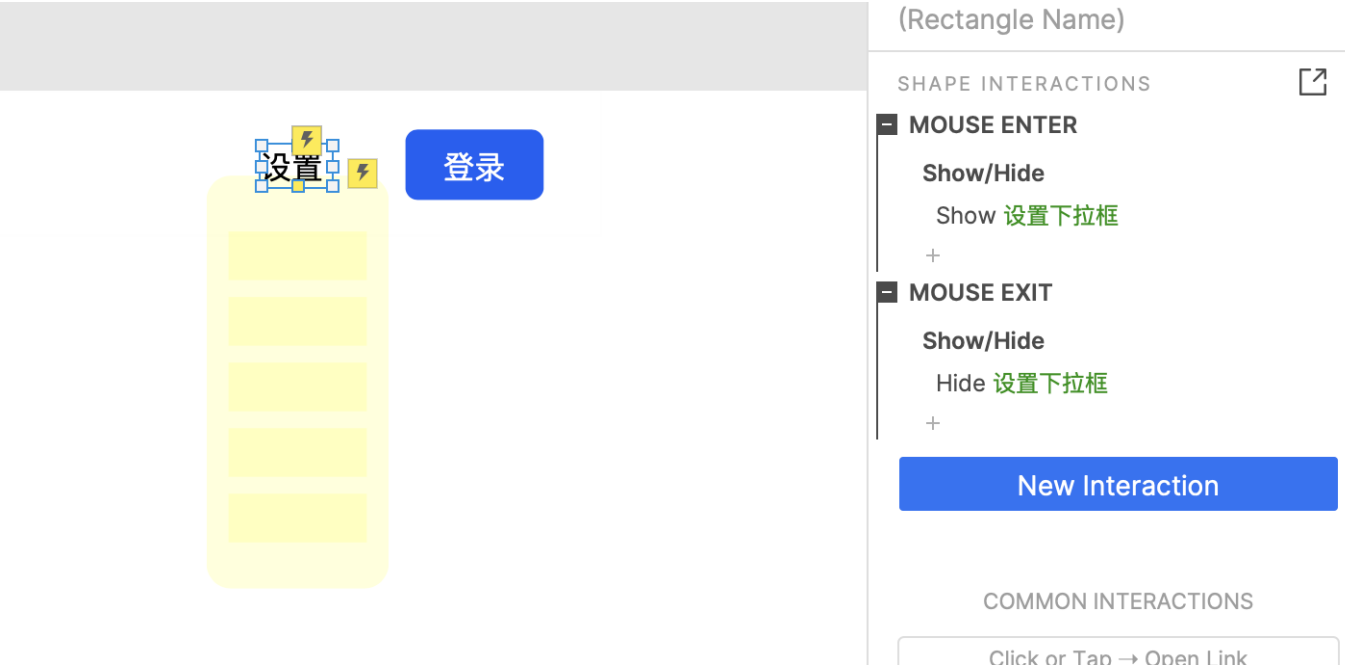 (Rectangle Name)
SHAPE INTERACTIONS
MOUSE ENTER
Show/Hide
Show 设置下拉框
+
MOUSE EXIT
Show/Hide
Hide 设置下拉框
+
New Interaction
COMMON INTERACTIONS
Click or Tap → Open Link
设置
登录